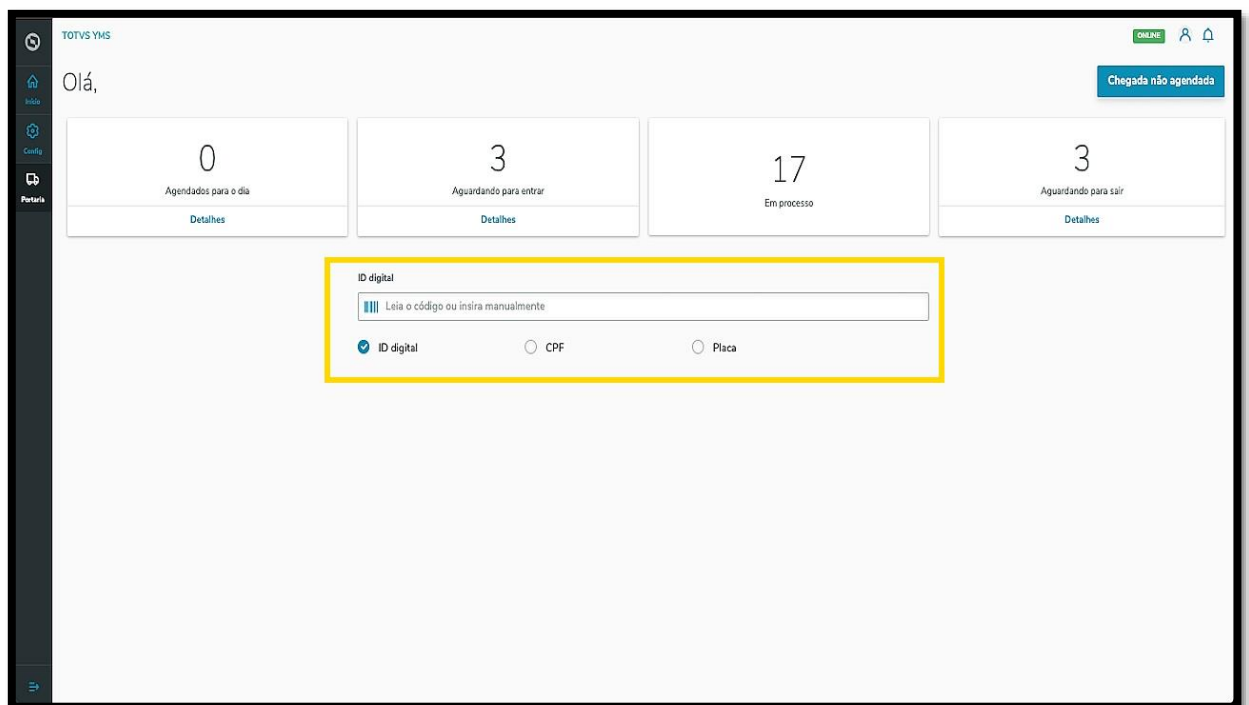 TOTVS YMS
ONLINE
Olá,
Chegada não agendada
Início
Config
Portaria
0
Agendados para o dia
Detalhes
3
Aguardando para entrar
Detalhes
17
Em processo
3
Aguardando para sair
Detalhes
ID digital
Leia o código ou insira manualmente
ID digital
CPF
Placa